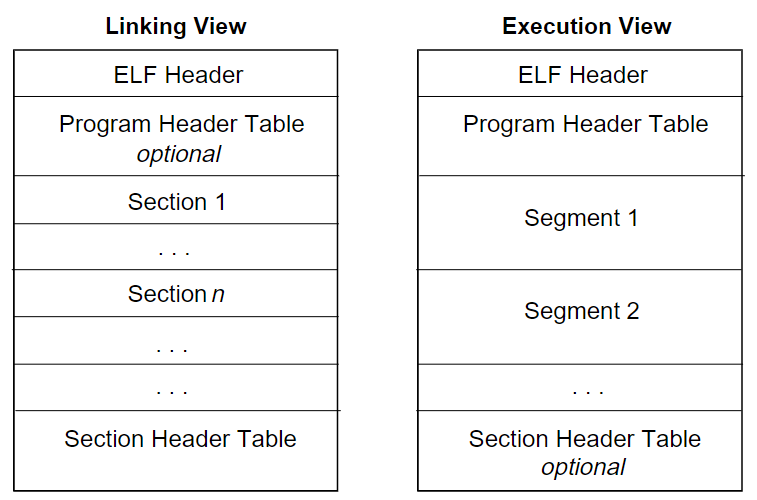 Linking View
ELF Header
Program Header Table
optional
Section 1
. . .
Section n
. . .
. . .
Section Header Table
Execution View
ELF Header
Program Header Table
Segment 1
Segment 2
. . .
Section Header Table
optional